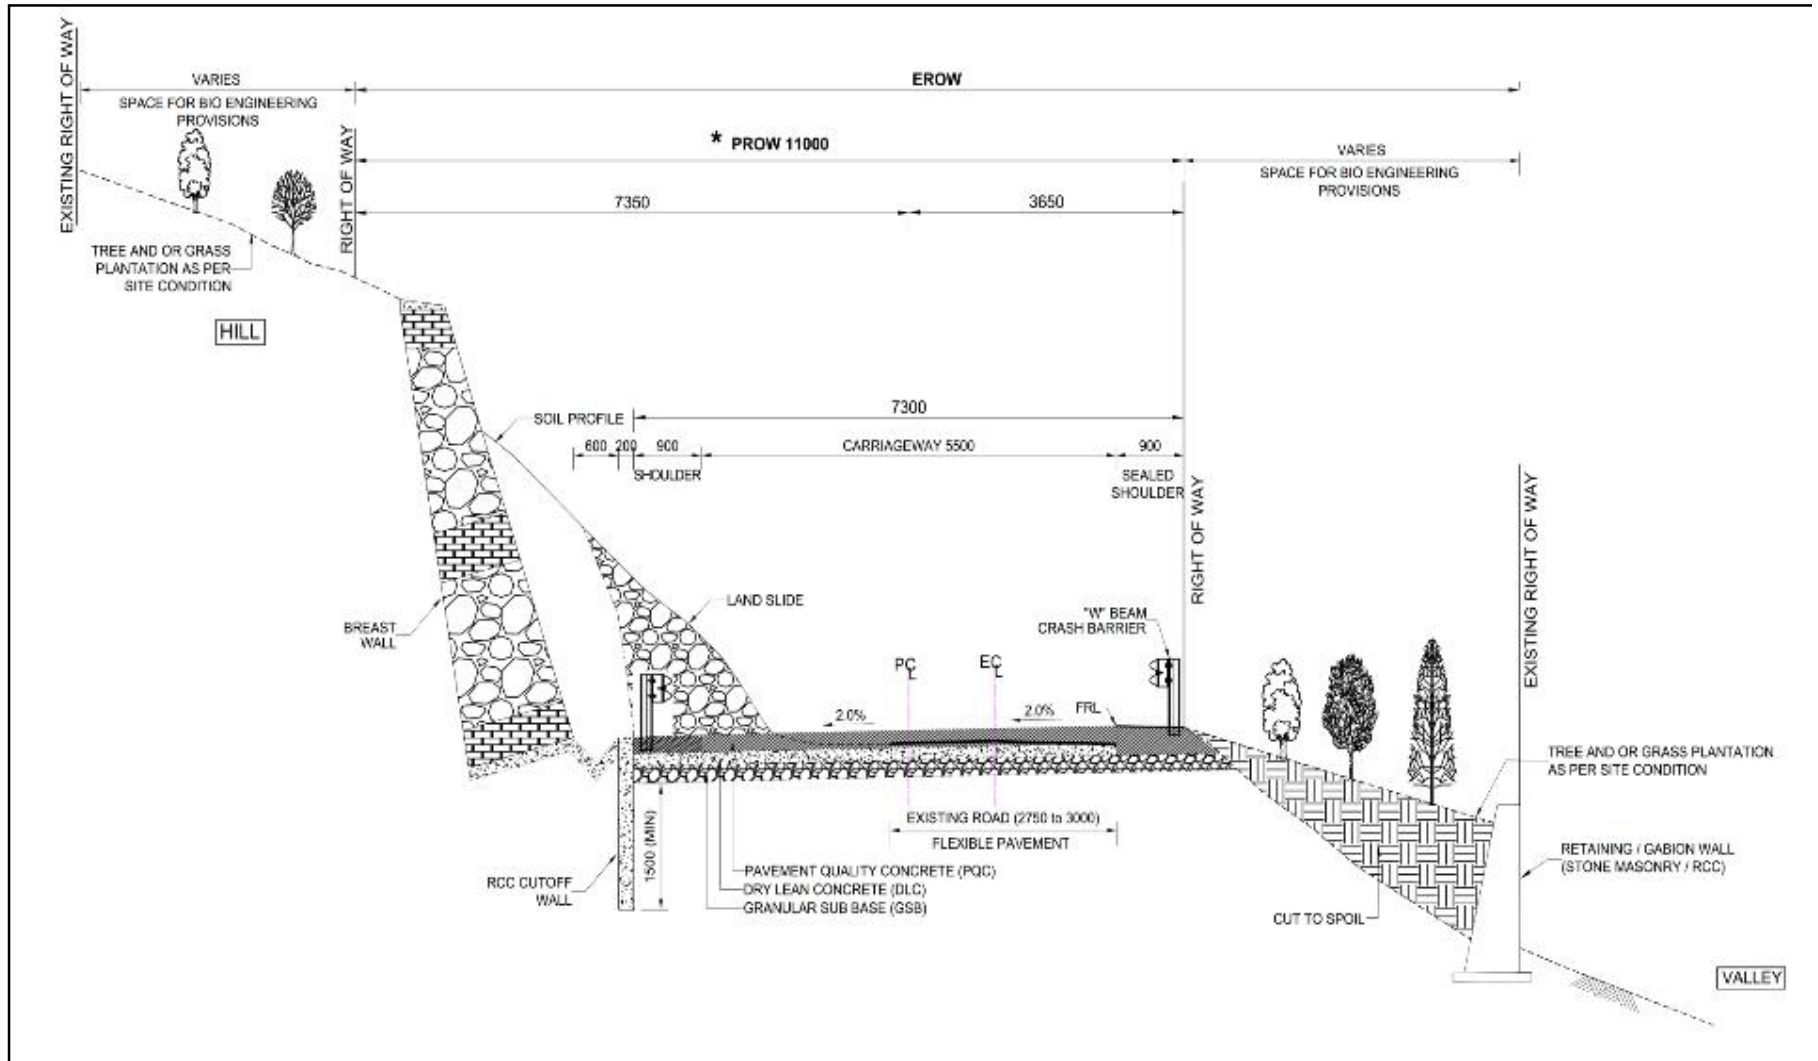 EXISTING RIGHT OF WAY
VARIES
SPACE FOR BIO ENGINEERING
PROVISIONS
EROW
RIGHT OF WAY
* PROW 11000
VARIES
SPACE FOR BIO ENGINEERING
PROVISIONS
7350
3650
TREE AND OR GRASS
PLANTATION AS PER
SITE CONDITION
HILL
7300
SOIL PROFILE
600
200
900
CARRIAGEWAY 5500
900
SHOULDER
SEALED
SHOULDER
RIGHT OF WAY
EXISTING RIGHT OF WAY
LAND SLIDE
"W" BEAM
CRASH BARRIER
BREAST
WALL
PC
L
EC
L
2.0%
2.0%
FRL
TREE AND OR GRASS PLANTATION
AS PER SITE CONDITION
1500 (MIN)
EXISTING ROAD (2750 to 3000)
FLEXIBLE PAVEMENT
RETAINING / GABION WALL
(STONE MASONRY / RCC)
RCC CUTOFF
WALL
PAVEMENT QUALITY CONCRETE (PQC)
DRY LEAN CONCRETE (DLC)
GRANULAR SUB BASE (GSB)
CUT TO SPOIL
VALLEY